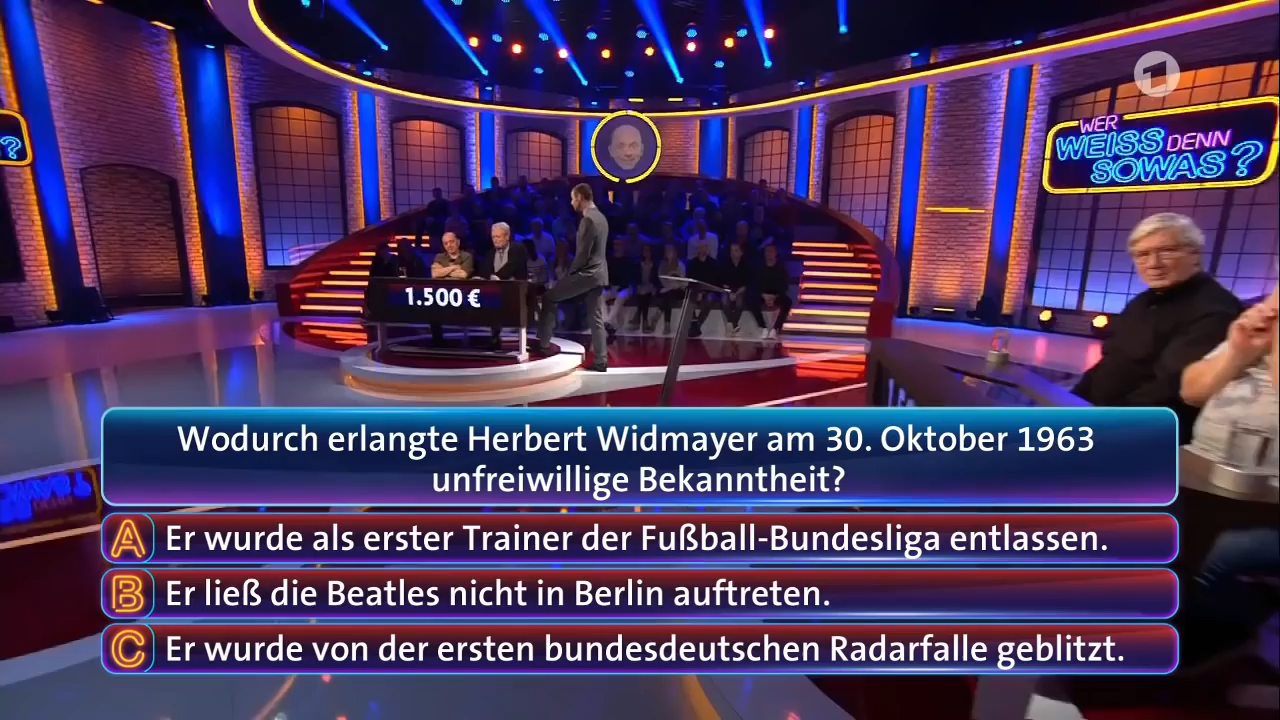 1
WER
WEISS DENN
SOWAS?
?
1.500 €
Wodurch erlangte Herbert Widmayer am 30. Oktober 1963
unfreiwillige Bekanntheit?
A Er wurde als erster Trainer der Fußball-Bundesliga entlassen.
B Er ließ die Beatles nicht in Berlin auftreten.
C Er wurde von der ersten bundesdeutschen Radarfalle geblitzt.